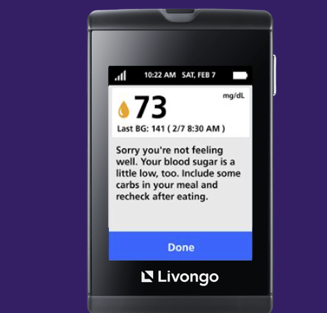 10:22 AM SAT, FEB 7
73 mg/dL
Last BG: 141 ( 2/7 8:30 AM )
Sorry you're not feeling
well. Your blood sugar is a
little low, too. Include some
carbs in your meal and
recheck after eating.
Done
Livongo